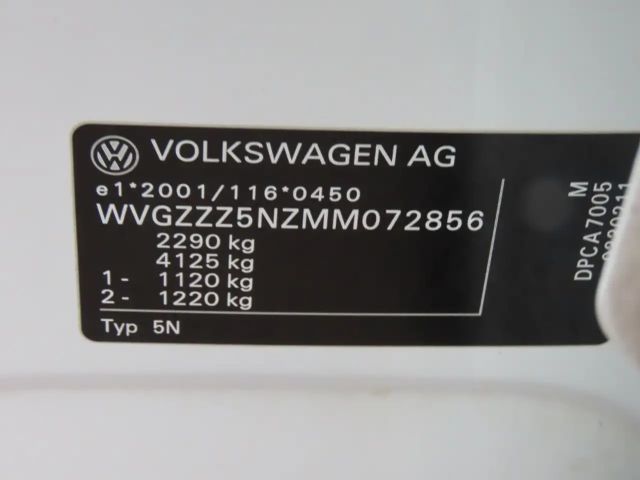 VOLKSWAGEN AG
e1*2001/116*0450
WVGZZZ5NZMM072856
2290 kg
4125 kg
1- 1120 kg
2- 1220 kg
Typ 5N
M
DPCA7005